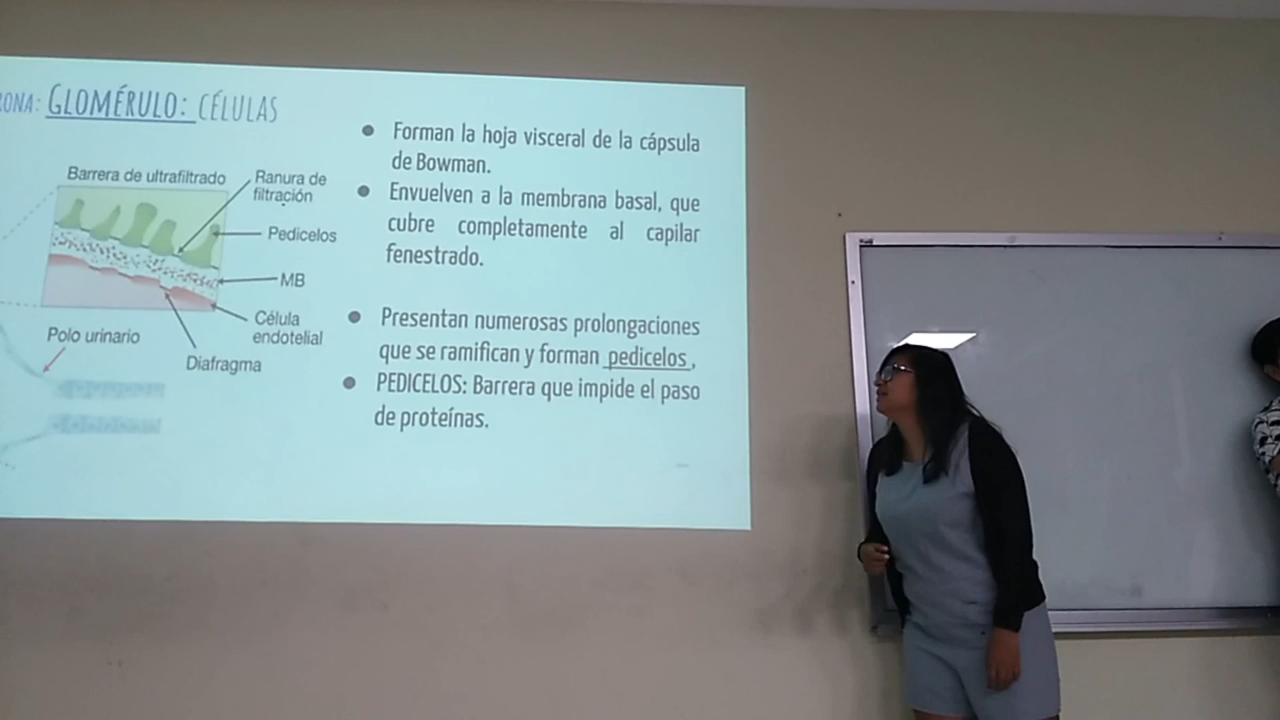 GLOMÉRULO: CÉLULAS
Barrera de ultrafiltrado
Ranura de
filtración
Pedicelos
MB
Célula
endotelial
Diafragma
Polo urinario
● Forman la hoja visceral de la cápsula
de Bowman.
● Envuelven a la membrana basal, que
cubre completamente al capilar
fenestrado.
● Presentan numerosas prolongaciones
que se ramifican y forman pedicelos ,
● PEDICELOS: Barrera que impide el paso
de proteínas.